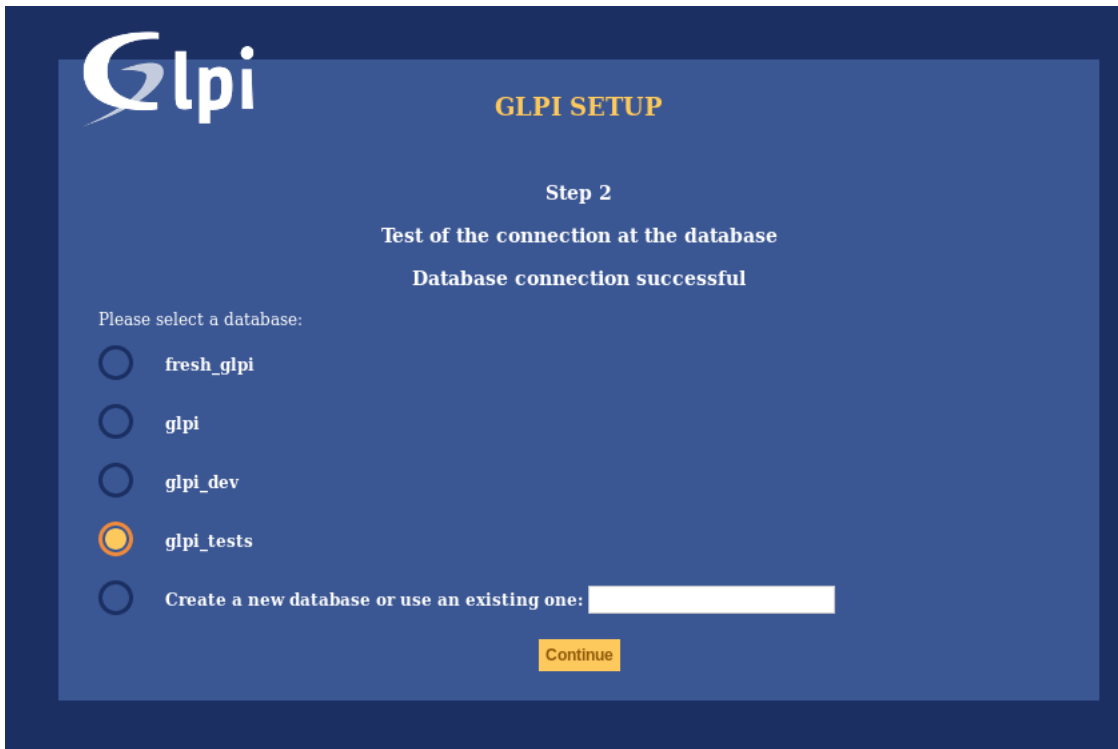 Glpi
GLPI SETUP
Step 2
Test of the connection at the database
Database connection successful
Please select a database:
fresh_glpi
glpi
glpi_dev
glpi_tests
Create a new database or use an existing one:
Continue